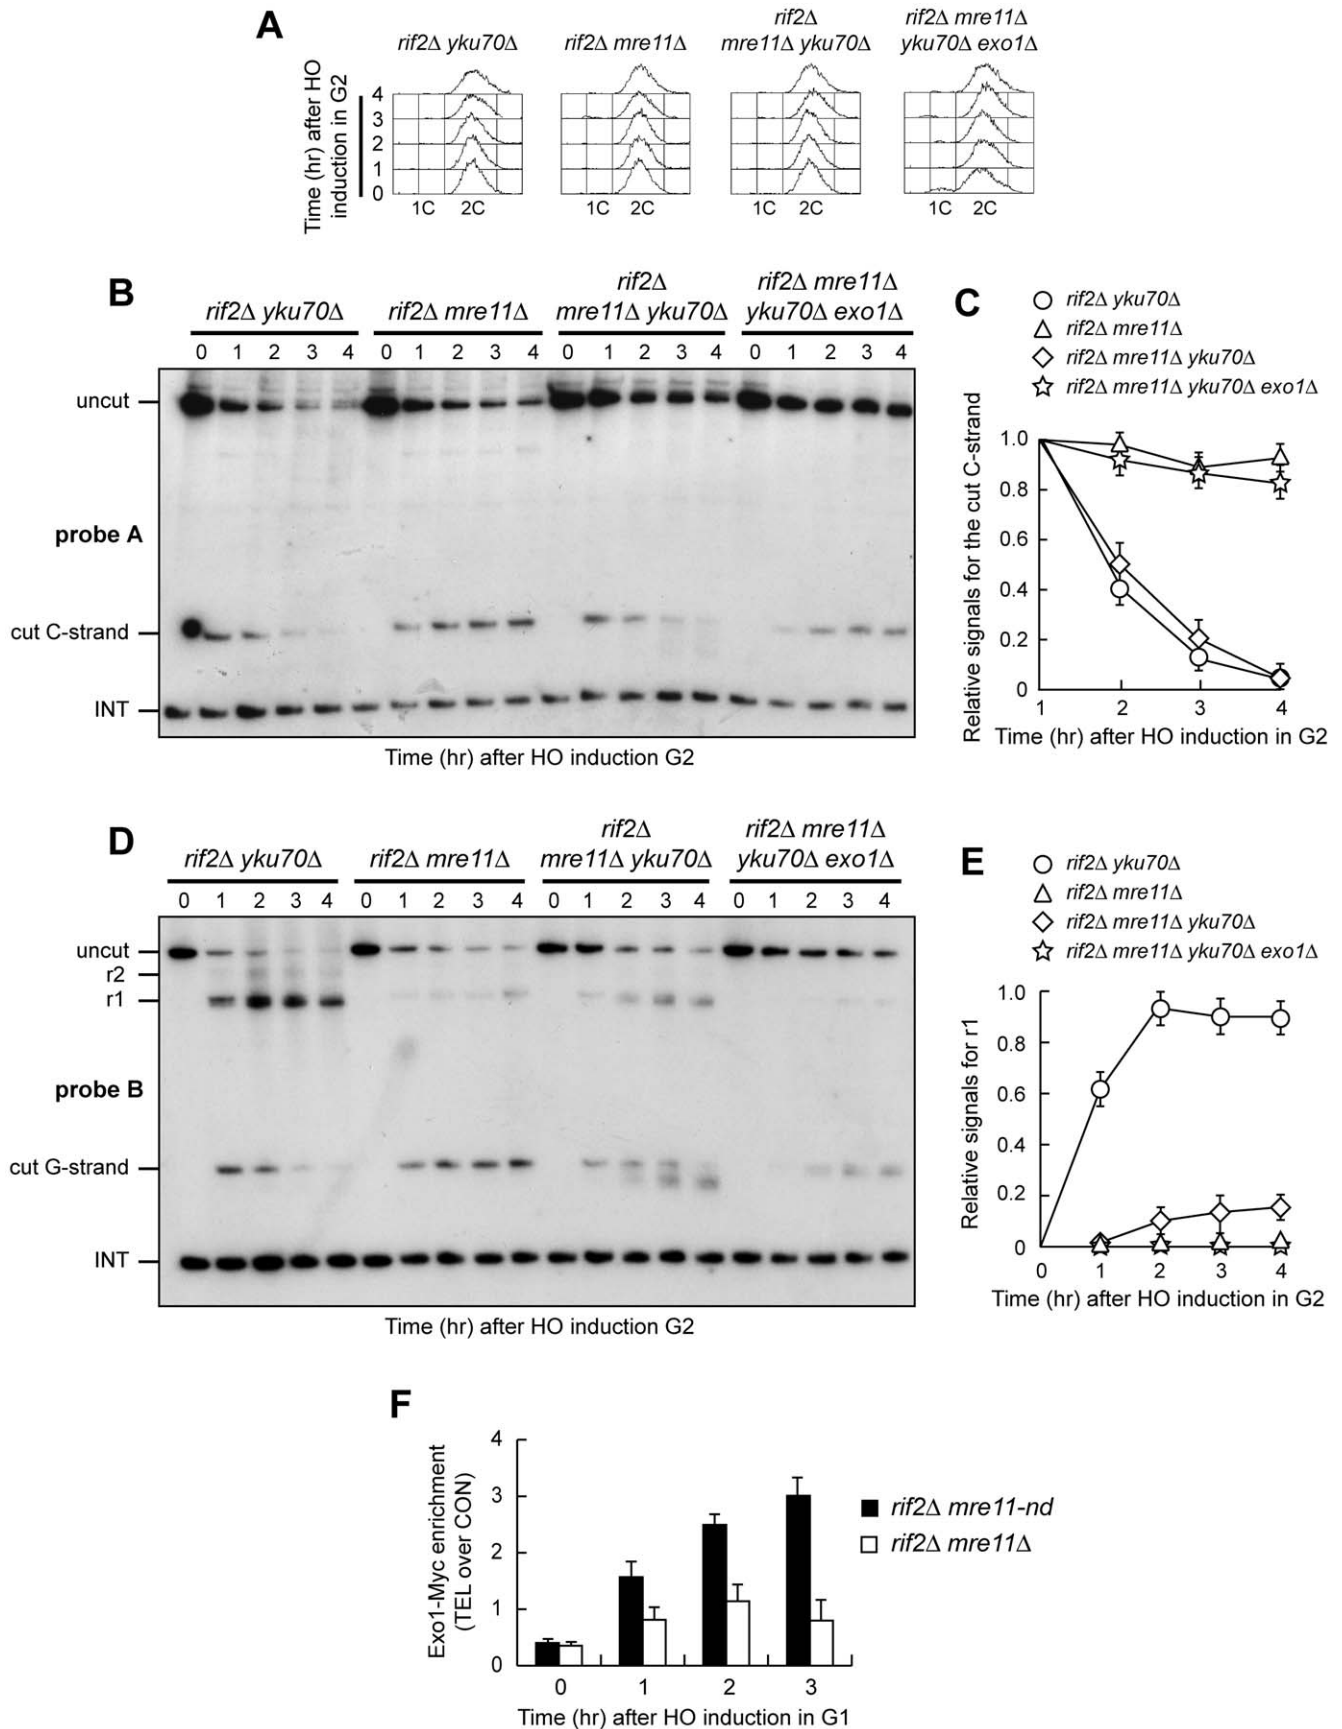 A
rif2Δ yku70Δ
rif2Δ mre11Δ
rif2Δ
mre11Δ yku70Δ
rif2Δ mre11Δ
yku70Δ exo1Δ
Time (hr) after HO
induction in G2
4
3
2
1
0
1C 2C 1C 2C 1C 2C 1C 2C
B
rif2Δ yku70Δ
rif2Δ mre11Δ
rif2Δ
mre11Δ yku70Δ
rif2Δ mre11Δ
yku70Δ exo1Δ
0 1 2 3 4 0 1 2 3 4 0 1 2 3 4 0 1 2 3 4
uncut
probe A
cut C-strand
INT
Time (hr) after HO induction G2
C
rif2Δ yku70Δ
rif2Δ mre11Δ
rif2Δ mre11Δ yku70Δ
rif2Δ mre11Δ yku70Δ exo1Δ
Relative signals for the cut C-strand
1.0
0.8
0.6
0.4
0.2
0
1 2 3 4
Time (hr) after HO induction in G2
D
rif2Δ yku70Δ
rif2Δ mre11Δ
rif2Δ
mre11Δ yku70Δ
rif2Δ mre11Δ
yku70Δ exo1Δ
0 1 2 3 4 0 1 2 3 4 0 1 2 3 4 0 1 2 3 4
uncut
r2
r1
probe B
cut G-strand
INT
Time (hr) after HO induction G2
E
rif2Δ yku70Δ
rif2Δ mre11Δ
rif2Δ mre11Δ yku70Δ
rif2Δ mre11Δ yku70Δ exo1Δ
Relative signals for r1
1.0
0.8
0.6
0.4
0.2
0
0 1 2 3 4
Time (hr) after HO induction in G2
F
Exo1-Myc enrichment
(TEL over CON)
4
3
2
1
0
0 1 2 3
Time (hr) after HO induction in G1
rif2Δ mre11-nd
rif2Δ mre11Δ